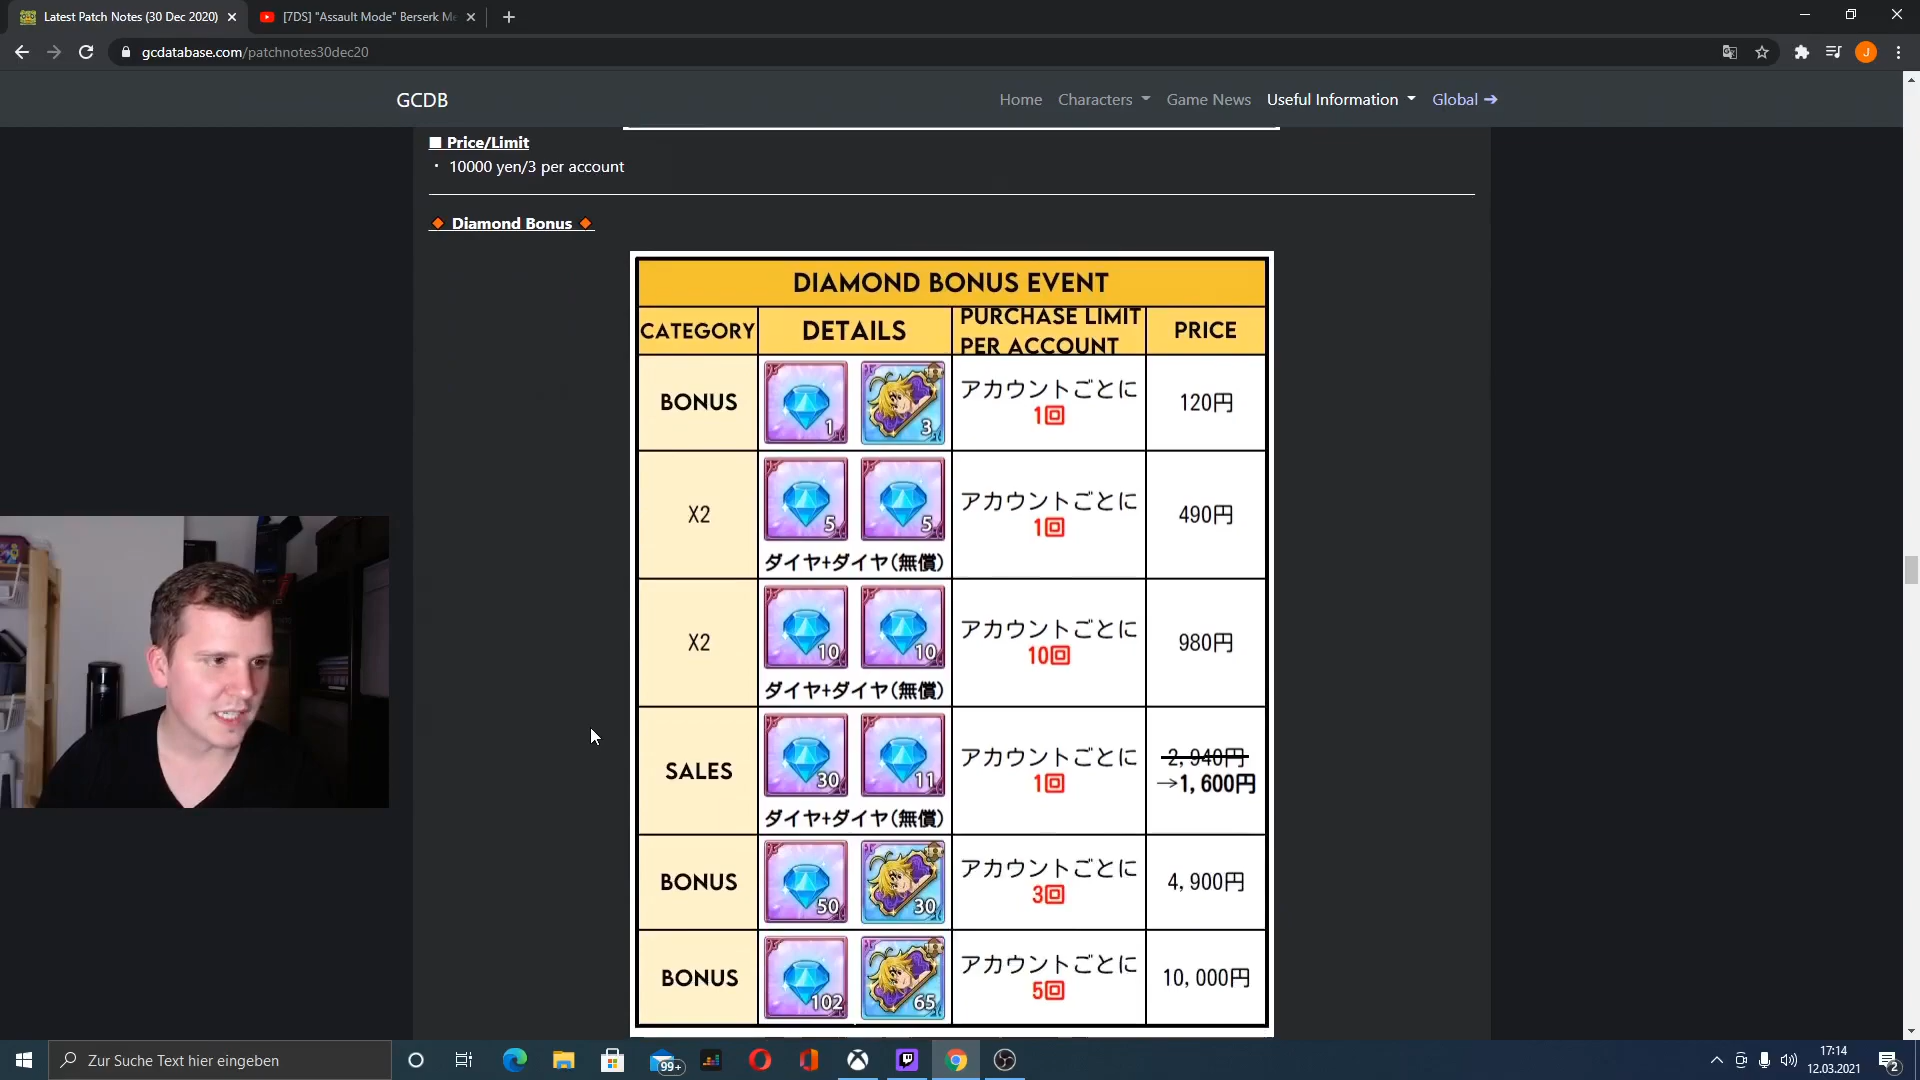 Latest Patch Notes (30 Dec 2020)
[7DS] "Assault Mode" Berserk Me
gcdatabase.com/patchnotes30dec20
J
GCDB
Home
Characters
Game News
Useful Information
Global
Price/Limit
・ 10000 yen/3 per account
Diamond Bonus
DIAMOND BONUS EVENT
CATEGORY
DETAILS
PURCHASE LIMIT
PER ACCOUNT
PRICE
BONUS
1
3
アカウントごとに
1回
120円
X2
5
5
ダイヤ+ダイヤ(無償)
アカウントごとに
1回
490円
X2
10
10
ダイヤ+ダイヤ(無償)
アカウントごとに
10回
980円
SALES
30
11
ダイヤ+ダイヤ(無償)
アカウントごとに
1回
2,940円
→1,600円
BONUS
50
30
アカウントごとに
3回
4,900円
BONUS
102
65
アカウントごとに
5回
10,000円
Zur Suche Text hier eingeben
99+
17:14
12.03.2021
2